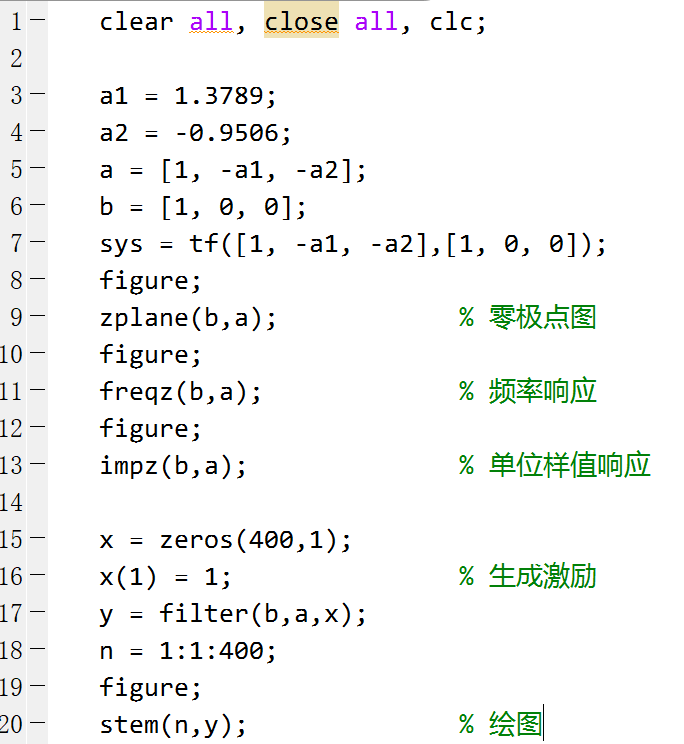 1 clear all, close all, clc;
2
3 a1 = 1.3789;
4 a2 = -0.9506;
5 a = [1, -a1, -a2];
6 b = [1, 0, 0];
7 sys = tf([1, -a1, -a2],[1, 0, 0]);
8 figure;
9 zplane(b,a); % 零极点图
10 figure;
11 freqz(b,a); % 频率响应
12 figure;
13 impz(b,a); % 单位样值响应
14
15 x = zeros(400,1);
16 x(1) = 1; % 生成激励
17 y = filter(b,a,x);
18 n = 1:1:400;
19 figure;
20 stem(n,y); % 绘图